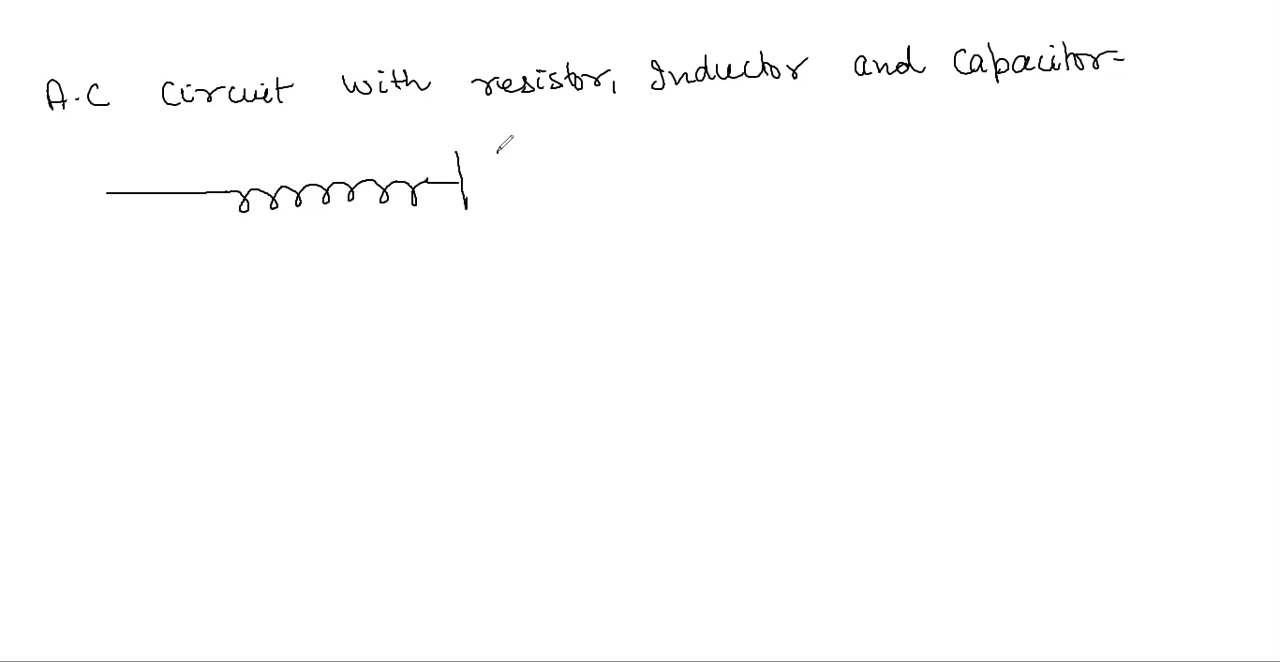 A.C Circuit with resistor, Inductor and Capacitor-